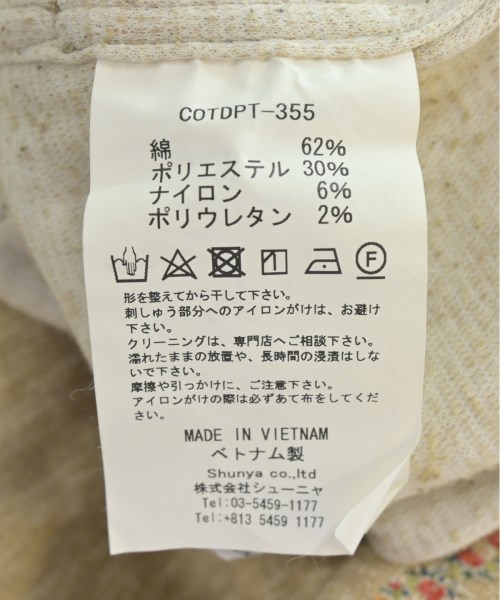 COTDPT-355
綿 62%
ポリエステル 30%
ナイロン 6%
ポリウレタン 2%
F
形を整えてから干して下さい。
刺しゅう部分へのアイロンがけは、お避け
下さい。
クリーニングは、専門店へご相談下さい。
濡れたままの放置や、長時間の浸漬はしな
いで下さい。
摩擦や引っかけに、ご注意下さい。
アイロンがけの際は必ずあて布をしてくだ
さい。
MADE IN VIETNAM
ベトナム製
Shunya co.,ltd
株式会社シューニャ
Tel:03-5459-1177
Tel:+813 5459 1177